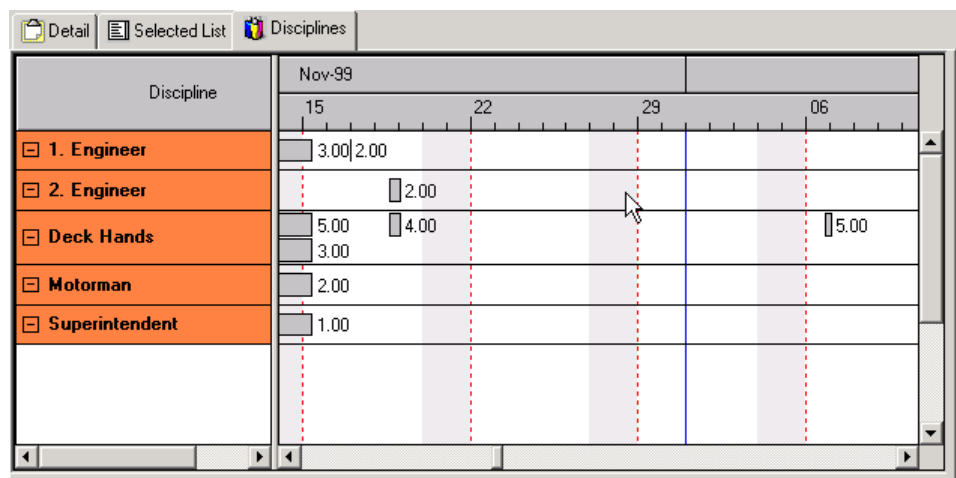 Detail Selected List Disciplines
Discipline
Nov-99
15 22 29 06
1. Engineer 3.00 2.00
2. Engineer 2.00
Deck Hands 5.00 4.00 5.00
3.00
Motorman 2.00
Superintendent 1.00